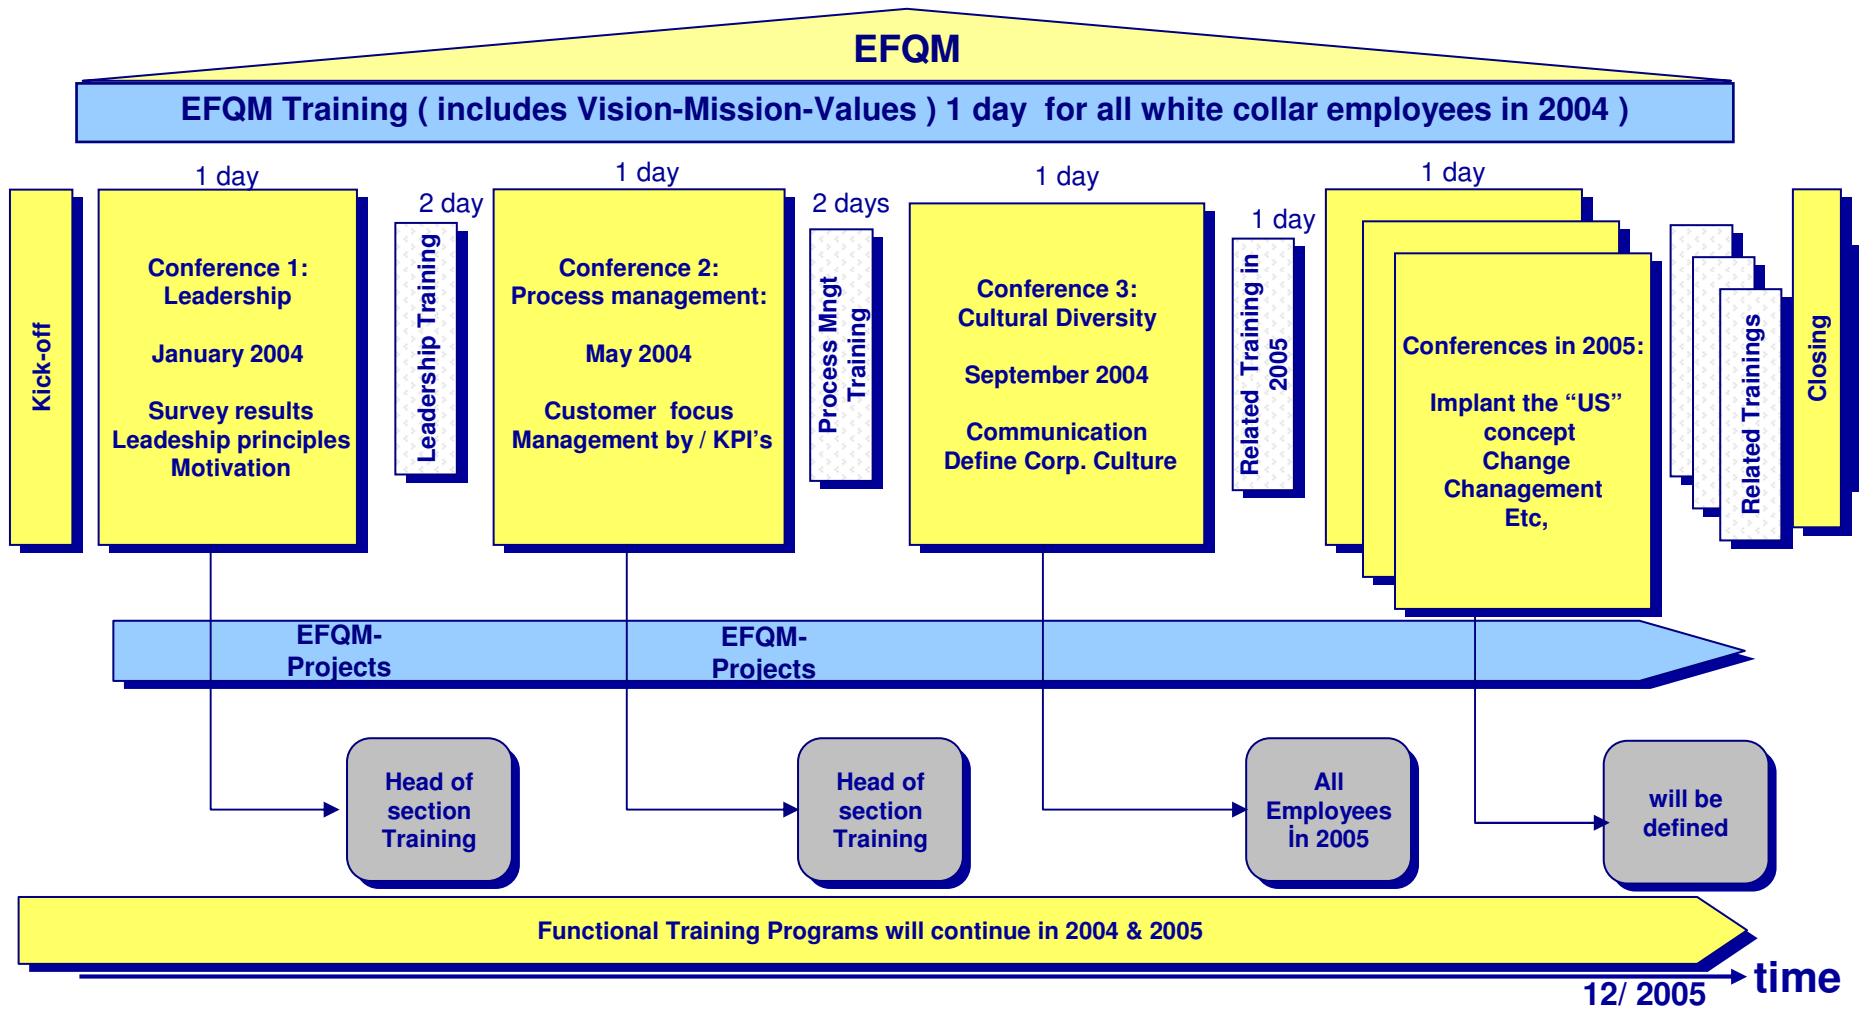 EFQM
EFQM Training ( includes Vision-Mission-Values ) 1 day for all white collar employees in 2004 )
Kick-off
1 day
Conference 1:
Leadership
January 2004
Survey results
Leadeship principles
Motivation
2 day
Leadership Training
1 day
Conference 2:
Process management:
May 2004
Customer focus
Management by / KPI's
2 days
Process Mngt
Training
1 day
Conference 3:
Cultural Diversity
September 2004
Communication
Define Corp. Culture
1 day
Related Training in
2005
1 day
Conferences in 2005:
Implant the “US”
concept
Change
Chanagement
Etc,
Related Trainings
Closing
EFQM-
Projects
EFQM-
Projects
Head of
section
Training
Head of
section
Training
All
Employees
İn 2005
will be
defined
Functional Training Programs will continue in 2004 & 2005
time
12/ 2005